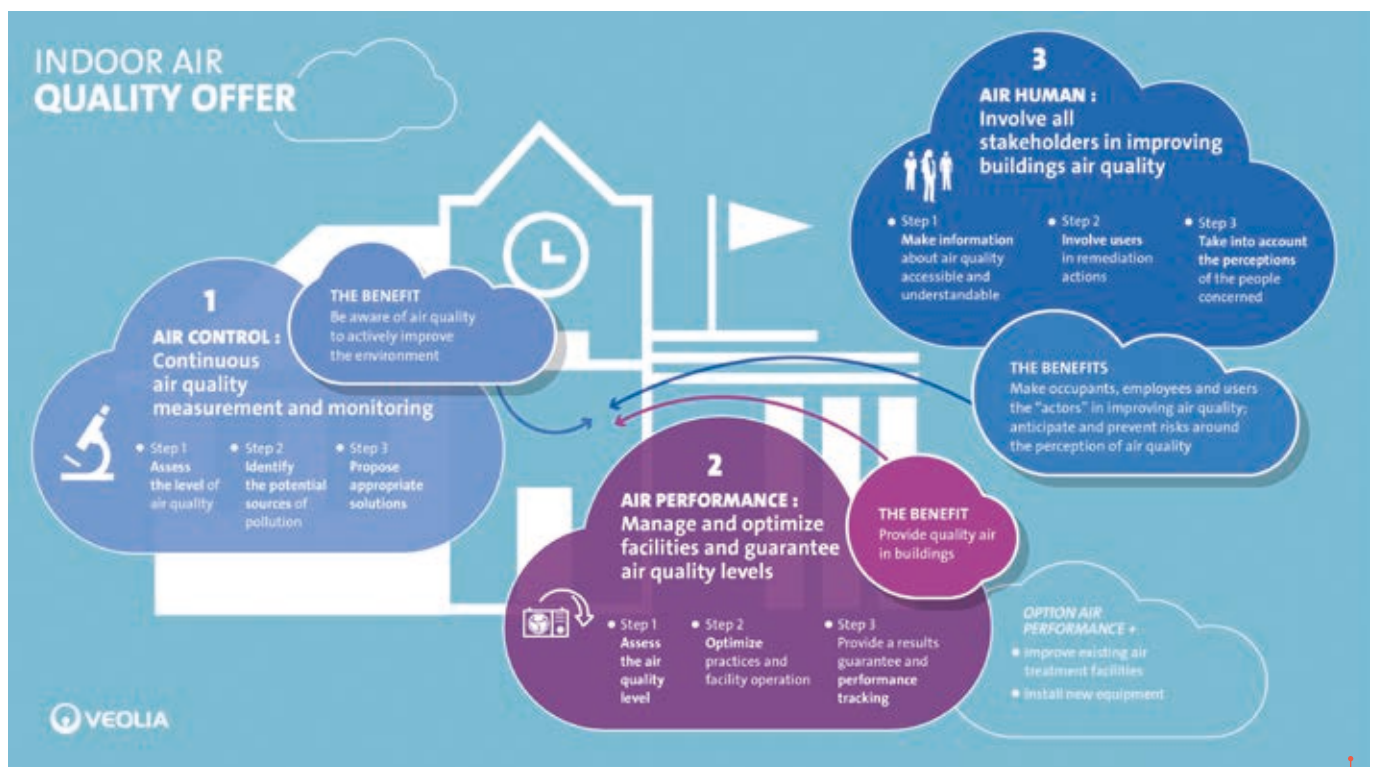 INDOOR AIR
QUALITY OFFER
1
AIR CONTROL :
Continuous
air quality
measurement and monitoring
Step 1
Assess
the level of
air quality
Step 2
Identify
the potential
sources of
pollution
Step 3
Propose
appropriate
solutions
THE BENEFIT
Be aware of air quality
to actively improve
the environment
2
AIR PERFORMANCE :
Manage and optimize
facilities and guarantee
air quality levels
Step 1
Assess
the air
quality
level
Step 2
Optimize
practices and
facility operation
Step 3
Provide a results
guarantee and
performance
tracking
THE BENEFIT
Provide quality air
in buildings
OPTION AIR
PERFORMANCE +
improve existing air
treatment facilities
install new equipment
3
AIR HUMAN :
Involve all
stakeholders in improving
buildings air quality
Step 1
Make information
about air quality
accessible and
understandable
Step 2
Involve users
in remediation
actions
Step 3
Take into account
the perceptions
of the people
concerned
THE BENEFITS
Make occupants, employees and users
the "actors" in improving air quality;
anticipate and prevent risks around
the perception of air quality
VEOLIA